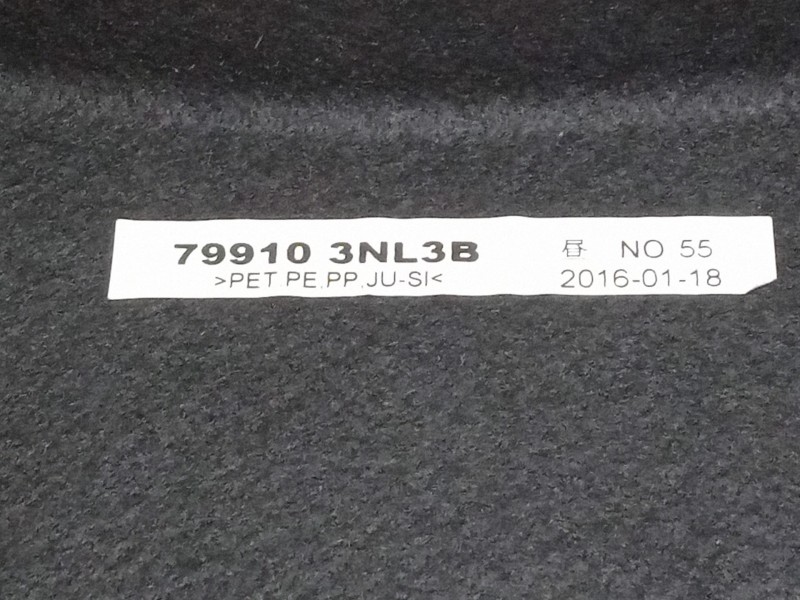 79910 3NL3B 昼 NO 55
>PET.PE.PP.JU-SI< 2016-01-18